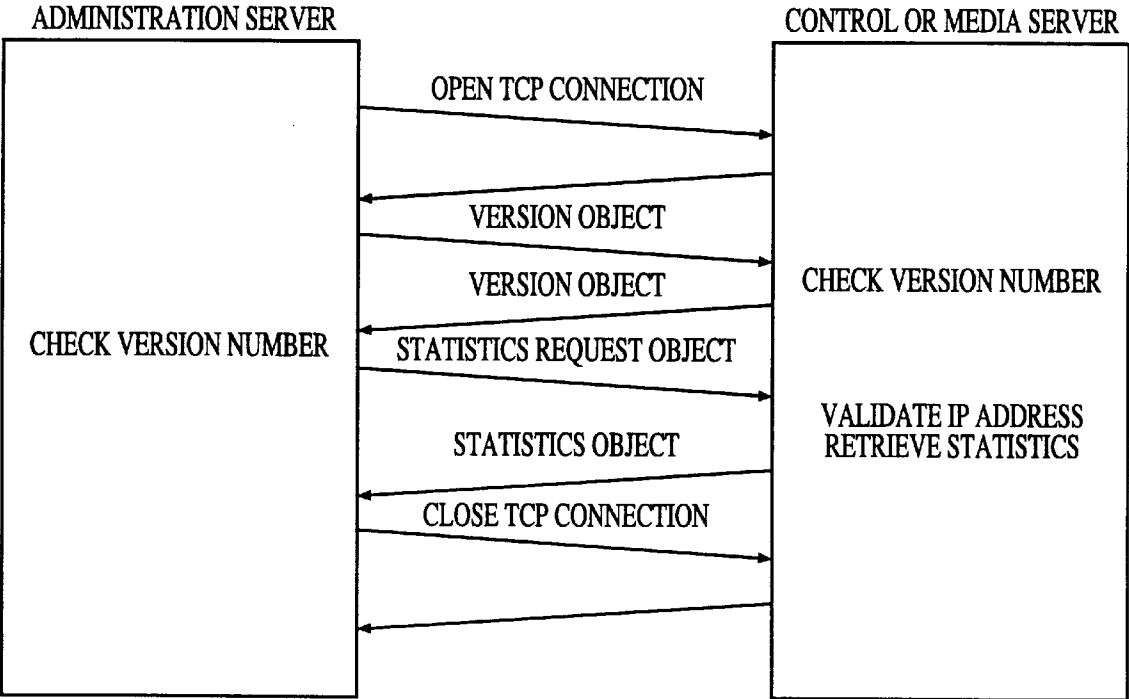 ADMINISTRATION SERVER
CONTROL OR MEDIA SERVER
OPEN TCP CONNECTION
VERSION OBJECT
VERSION OBJECT
CHECK VERSION NUMBER
CHECK VERSION NUMBER
STATISTICS REQUEST OBJECT
VALIDATE IP ADDRESS
RETRIEVE STATISTICS
STATISTICS OBJECT
CLOSE TCP CONNECTION